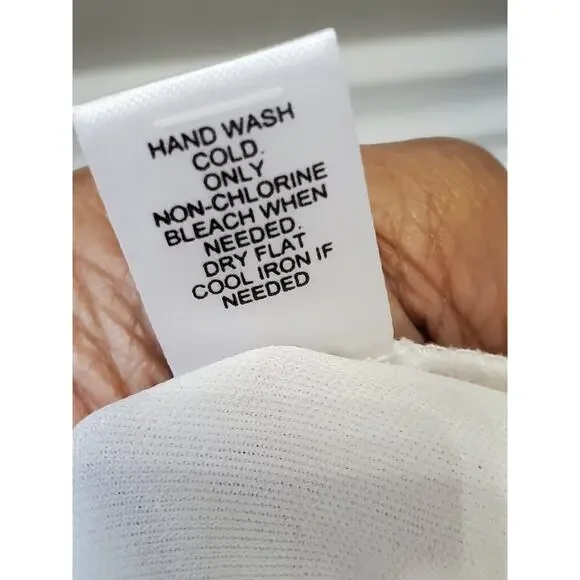 HAND WASH
COLD.
ONLY
NON-CHLORINE
BLEACH WHEN
NEEDED.
DRY FLAT
COOL IRON IF
NEEDED